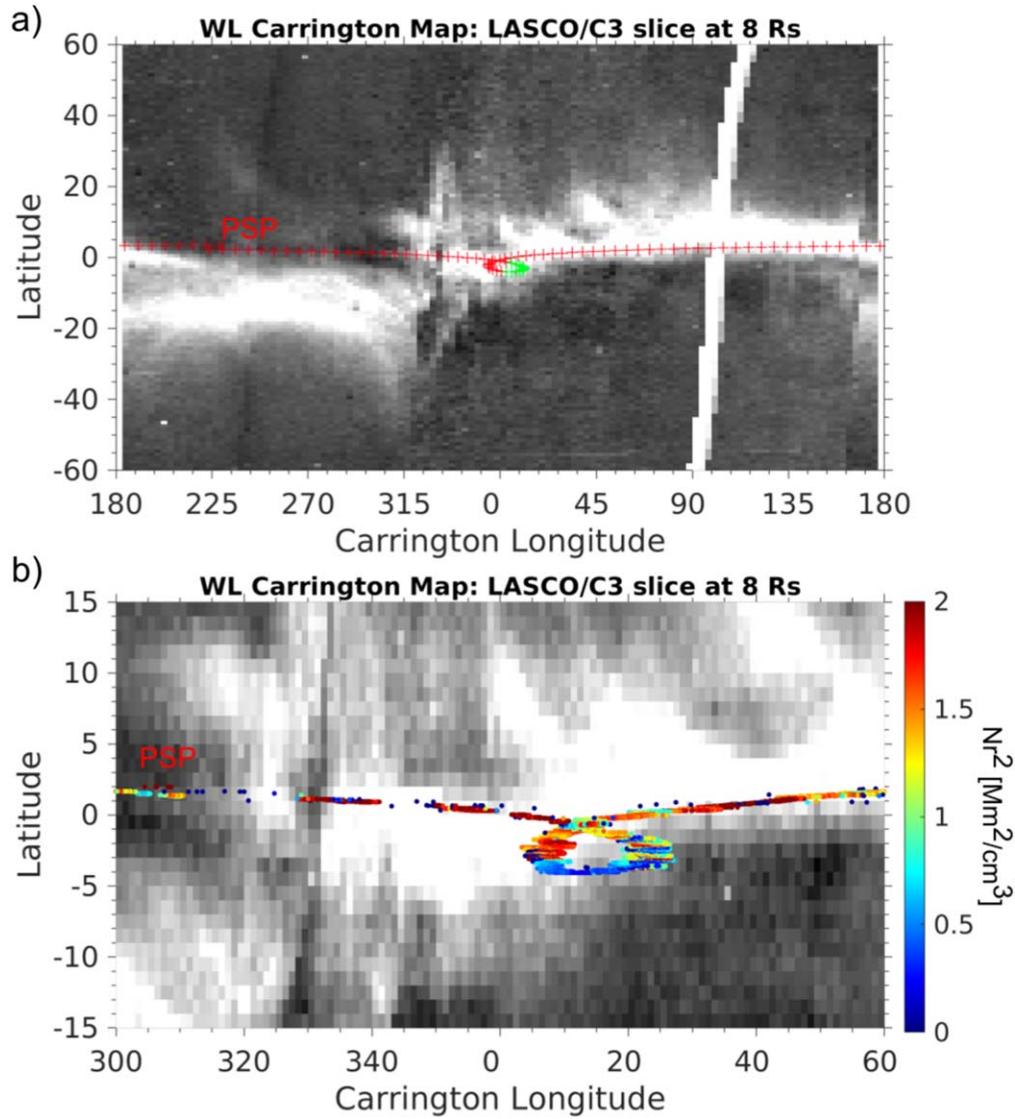 a)
WL Carrington Map: LASCO/C3 slice at 8 Rs
60
40
20
0
-20
-40
-60
Latitude
PSP
180 225 270 315 0 45 90 135 180
Carrington Longitude
b)
WL Carrington Map: LASCO/C3 slice at 8 Rs
15
10
5
0
-5
-10
-15
Latitude
PSP
300 320 340 0 20 40 60
Carrington Longitude
2
1.5
1
0.5
0
Nr² [Mm²/cm³]